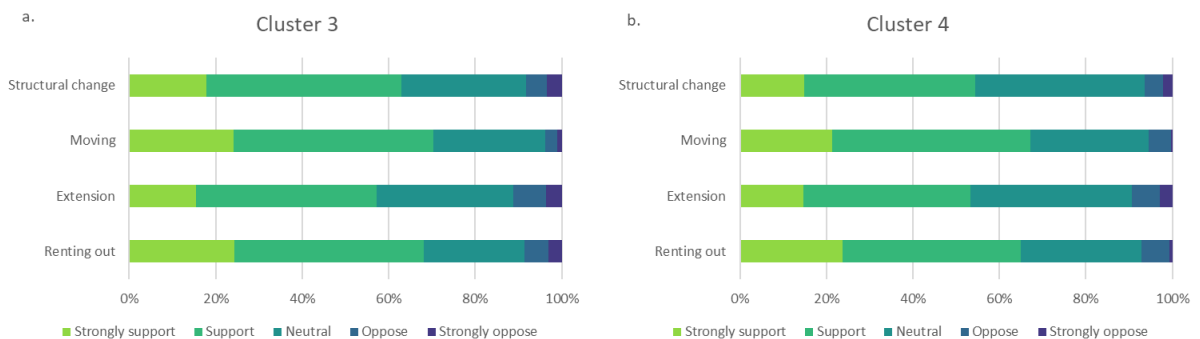 a.
Cluster 3
Structural change
Moving
Extension
Renting out
0% 20% 40% 60% 80% 100%
Strongly support Support Neutral Oppose Strongly oppose
b.
Cluster 4
Structural change
Moving
Extension
Renting out
0% 20% 40% 60% 80% 100%
Strongly support Support Neutral Oppose Strongly oppose